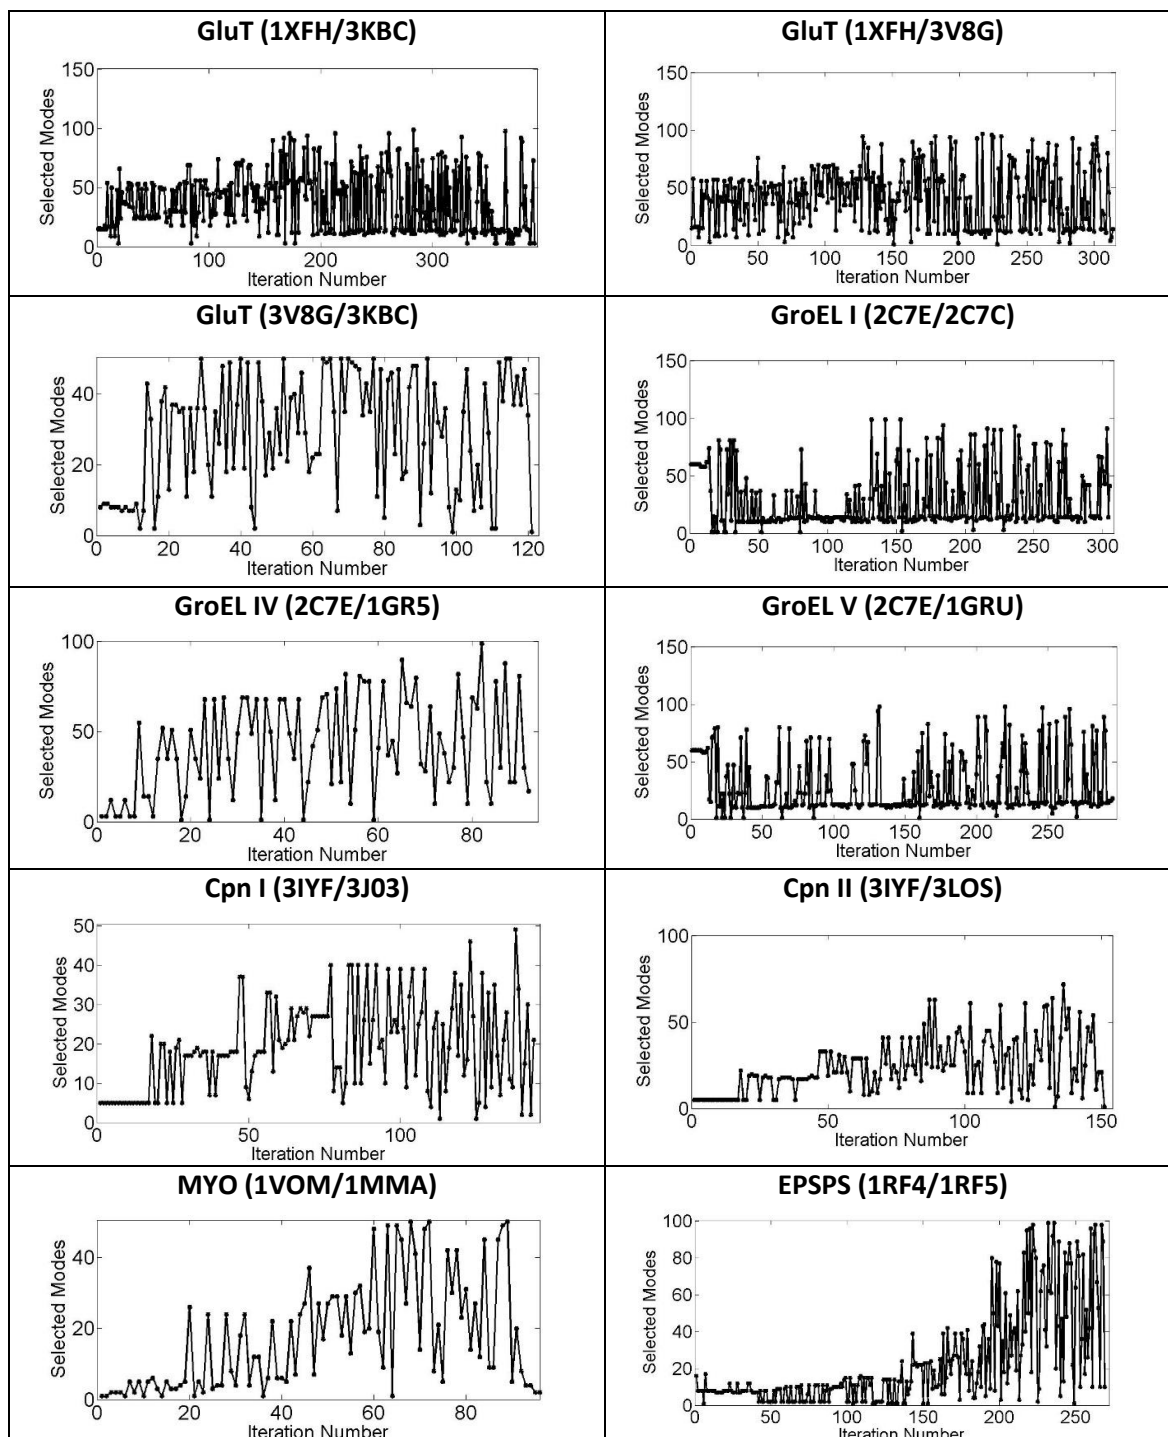 GluT (1XFH/3KBC)
150
100
50
0
Selected Modes
0 100 200 300
Iteration Number
GluT (1XFH/3V8G)
150
100
50
0
Selected Modes
0 50 100 150 200 250 300
Iteration Number
GluT (3V8G/3KBC)
40
20
0
Selected Modes
0 20 40 60 80 100 120
Iteration Number
GroEL I (2C7E/2C7C)
150
100
50
0
Selected Modes
0 50 100 150 200 250 300
Iteration Number
GroEL IV (2C7E/1GR5)
100
50
0
Selected Modes
0 20 40 60 80
Iteration Number
GroEL V (2C7E/1GRU)
150
100
50
0
Selected Modes
0 50 100 150 200 250
Iteration Number
Cpn I (3IYF/3J03)
50
40
30
20
10
0
Selected Modes
0 50 100
Iteration Number
Cpn II (3IYF/3LOS)
100
50
0
Selected Modes
0 50 100 150
Iteration Number
MYO (1VOM/1MMA)
40
20
0
Selected Modes
0 20 40 60 80
Iteration Number
EPSPS (1RF4/1RF5)
100
80
60
40
20
0
Selected Modes
0 50 100 150 200 250
Iteration Number